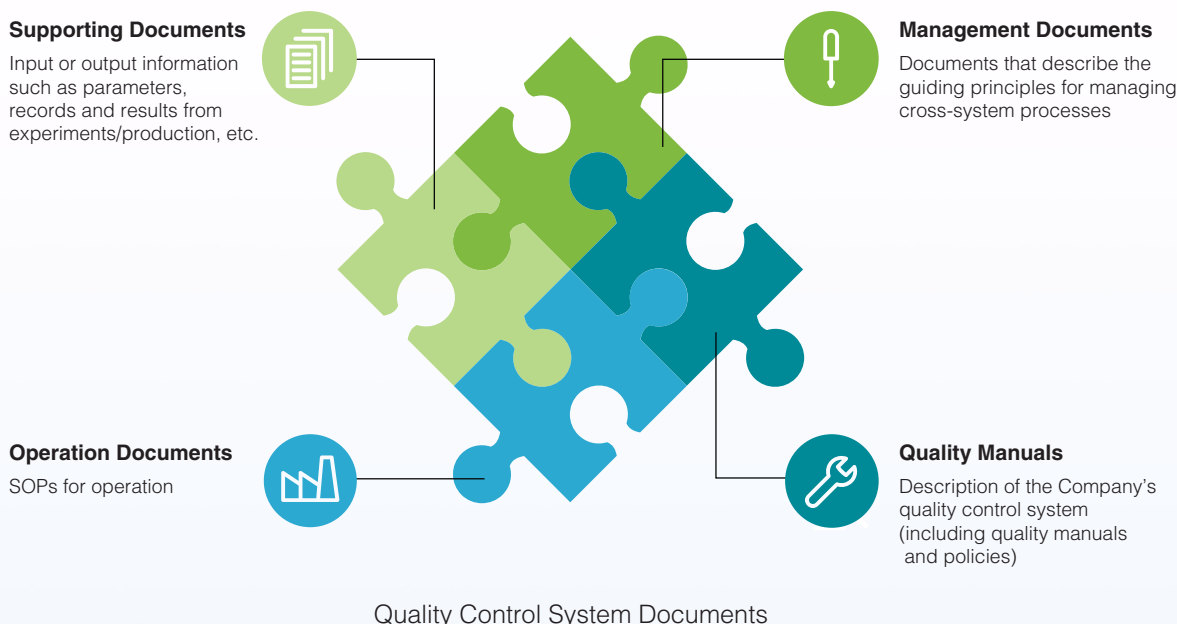 Supporting Documents
Input or output information
such as parameters,
records and results from
experiments/production, etc.
Management Documents
Documents that describe the
guiding principles for managing
cross-system processes
Operation Documents
SOPs for operation
Quality Manuals
Description of the Company’s
quality control system
(including quality manuals
and policies)
Quality Control System Documents